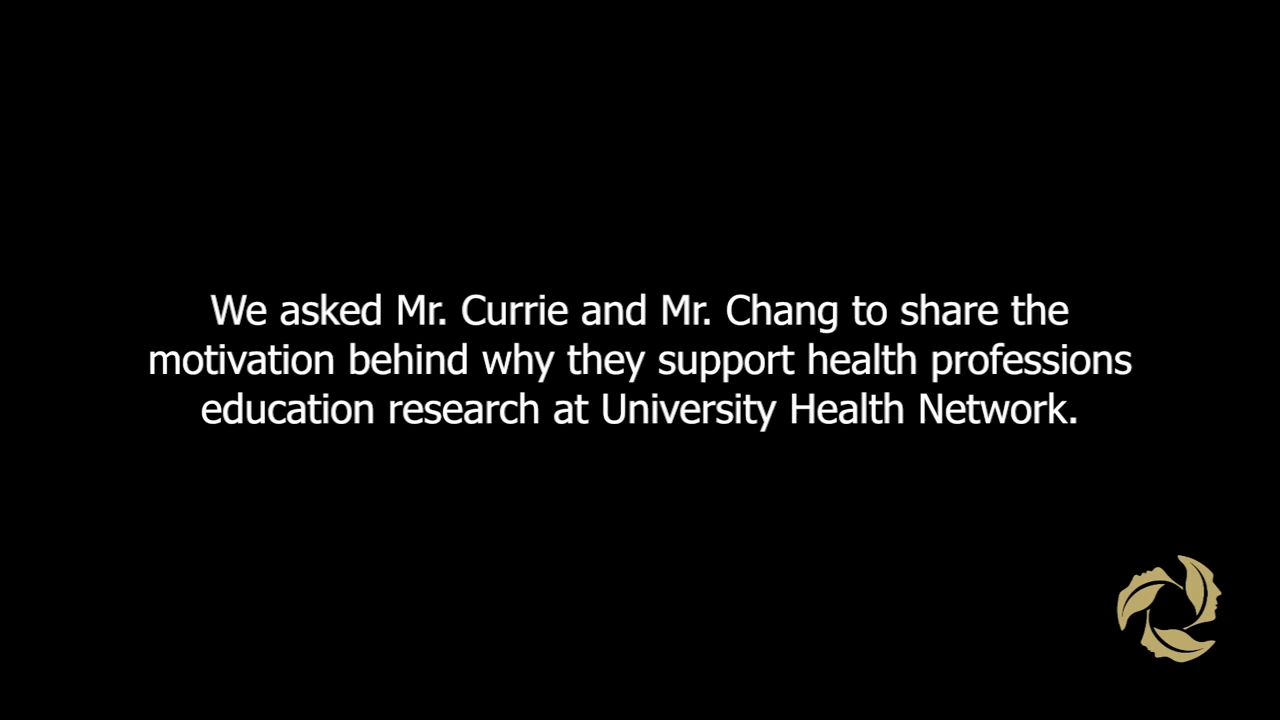 We asked Mr. Currie and Mr. Chang to share the
motivation behind why they support health professions
education research at University Health Network.